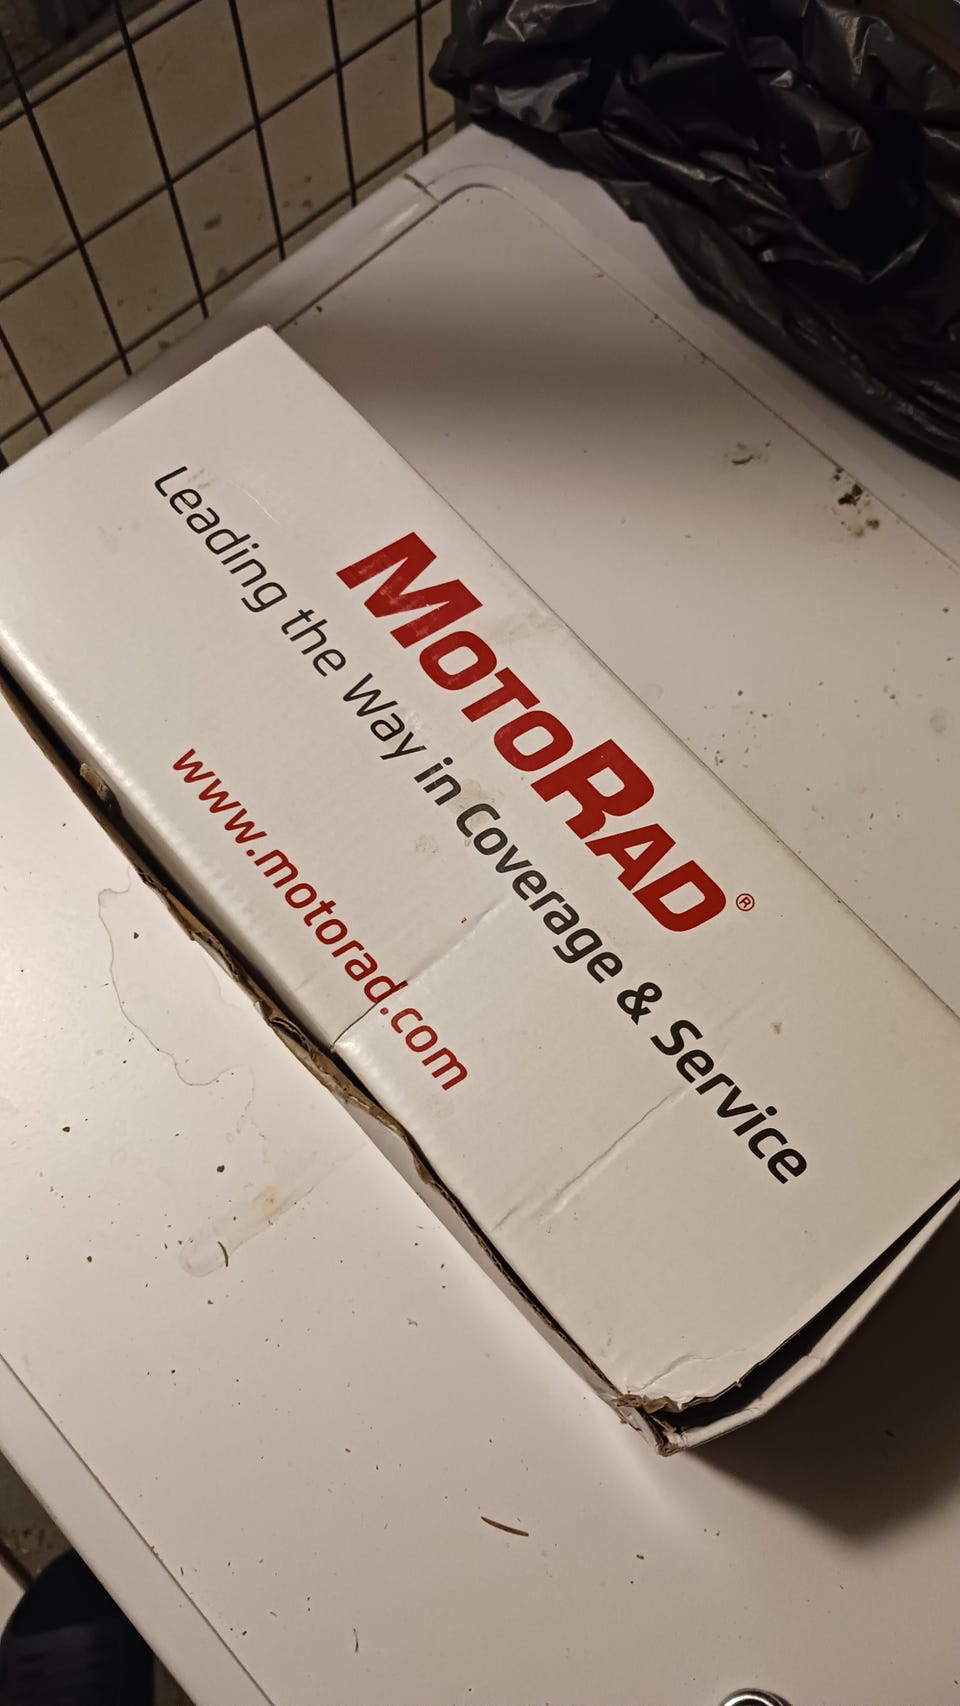 MOTORAD®
Leading the Way in Coverage & Service
www.motorad.com